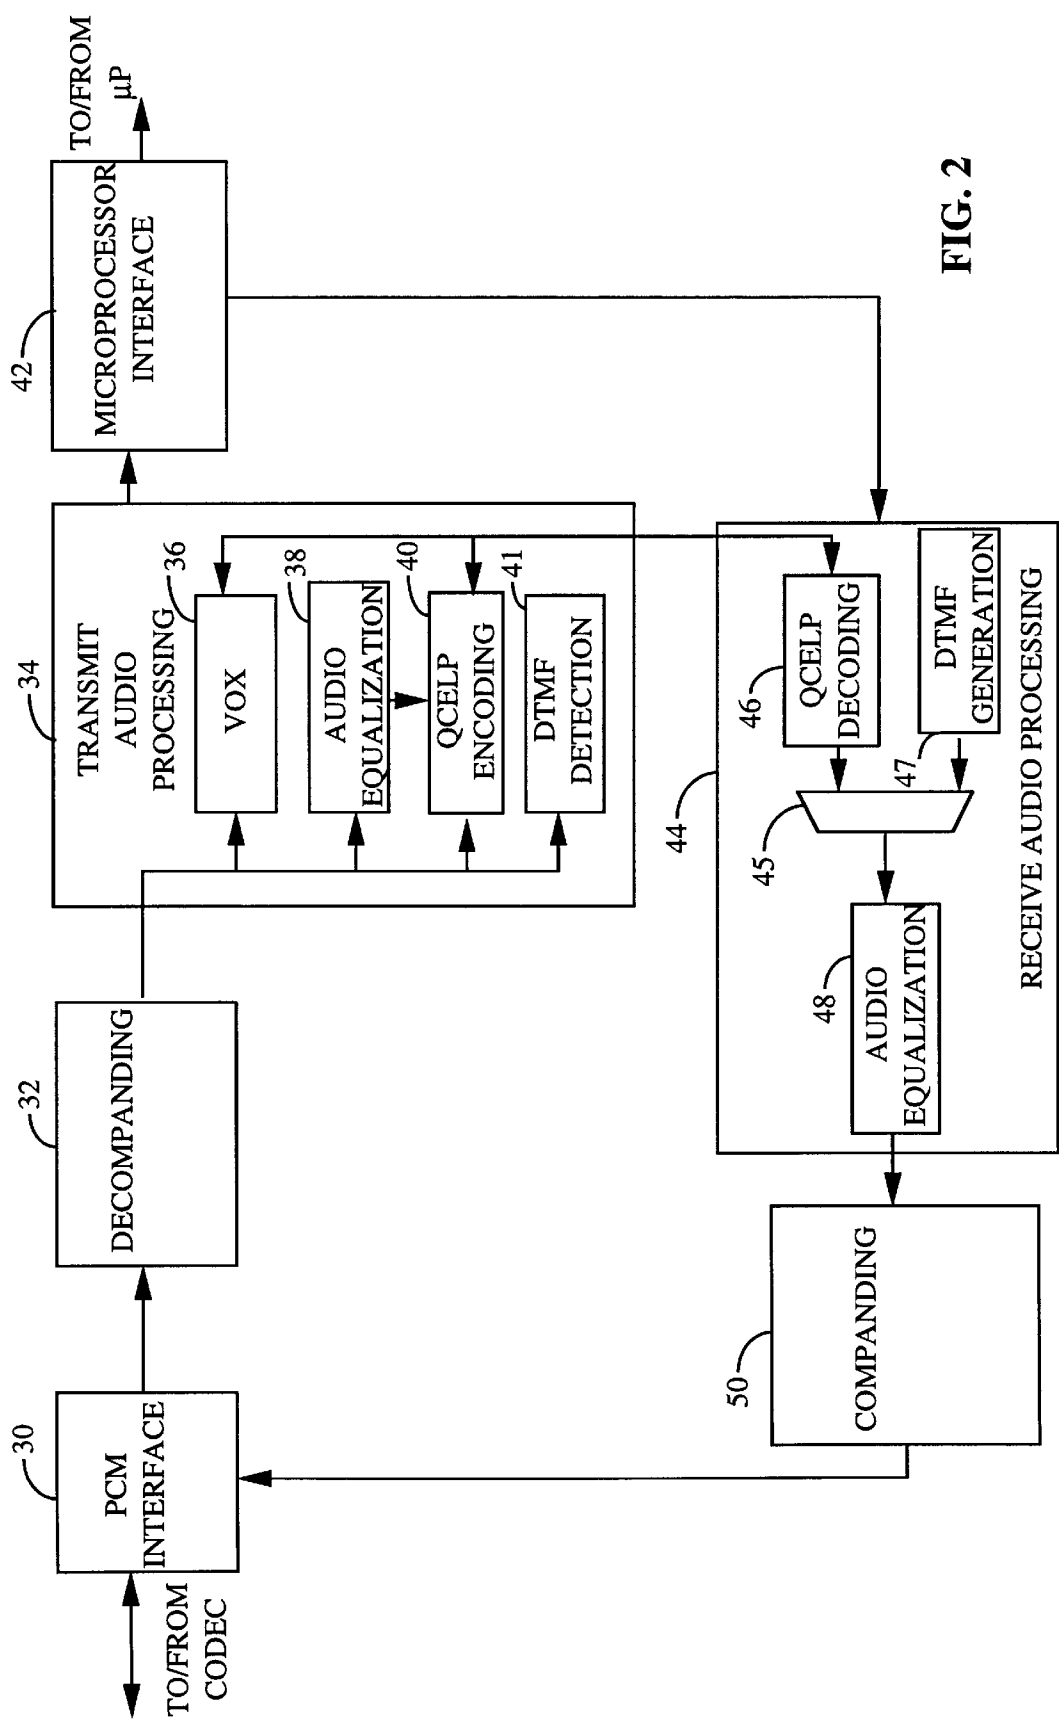 TO/FROM
CODEC
30
PCM
INTERFACE
32
DECOMPANDING
34
TRANSMIT
AUDIO
PROCESSING
36
VOX
38
AUDIO
EQUALIZATION
40
QCELP
ENCODING
41
DTMF
DETECTION
42
MICROPROCESSOR
INTERFACE
TO/FROM
μP
50
COMPANDING
44
48
AUDIO
EQUALIZATION
45
46
QCELP
DECODING
47
DTMF
GENERATION
RECEIVE AUDIO PROCESSING
FIG. 2